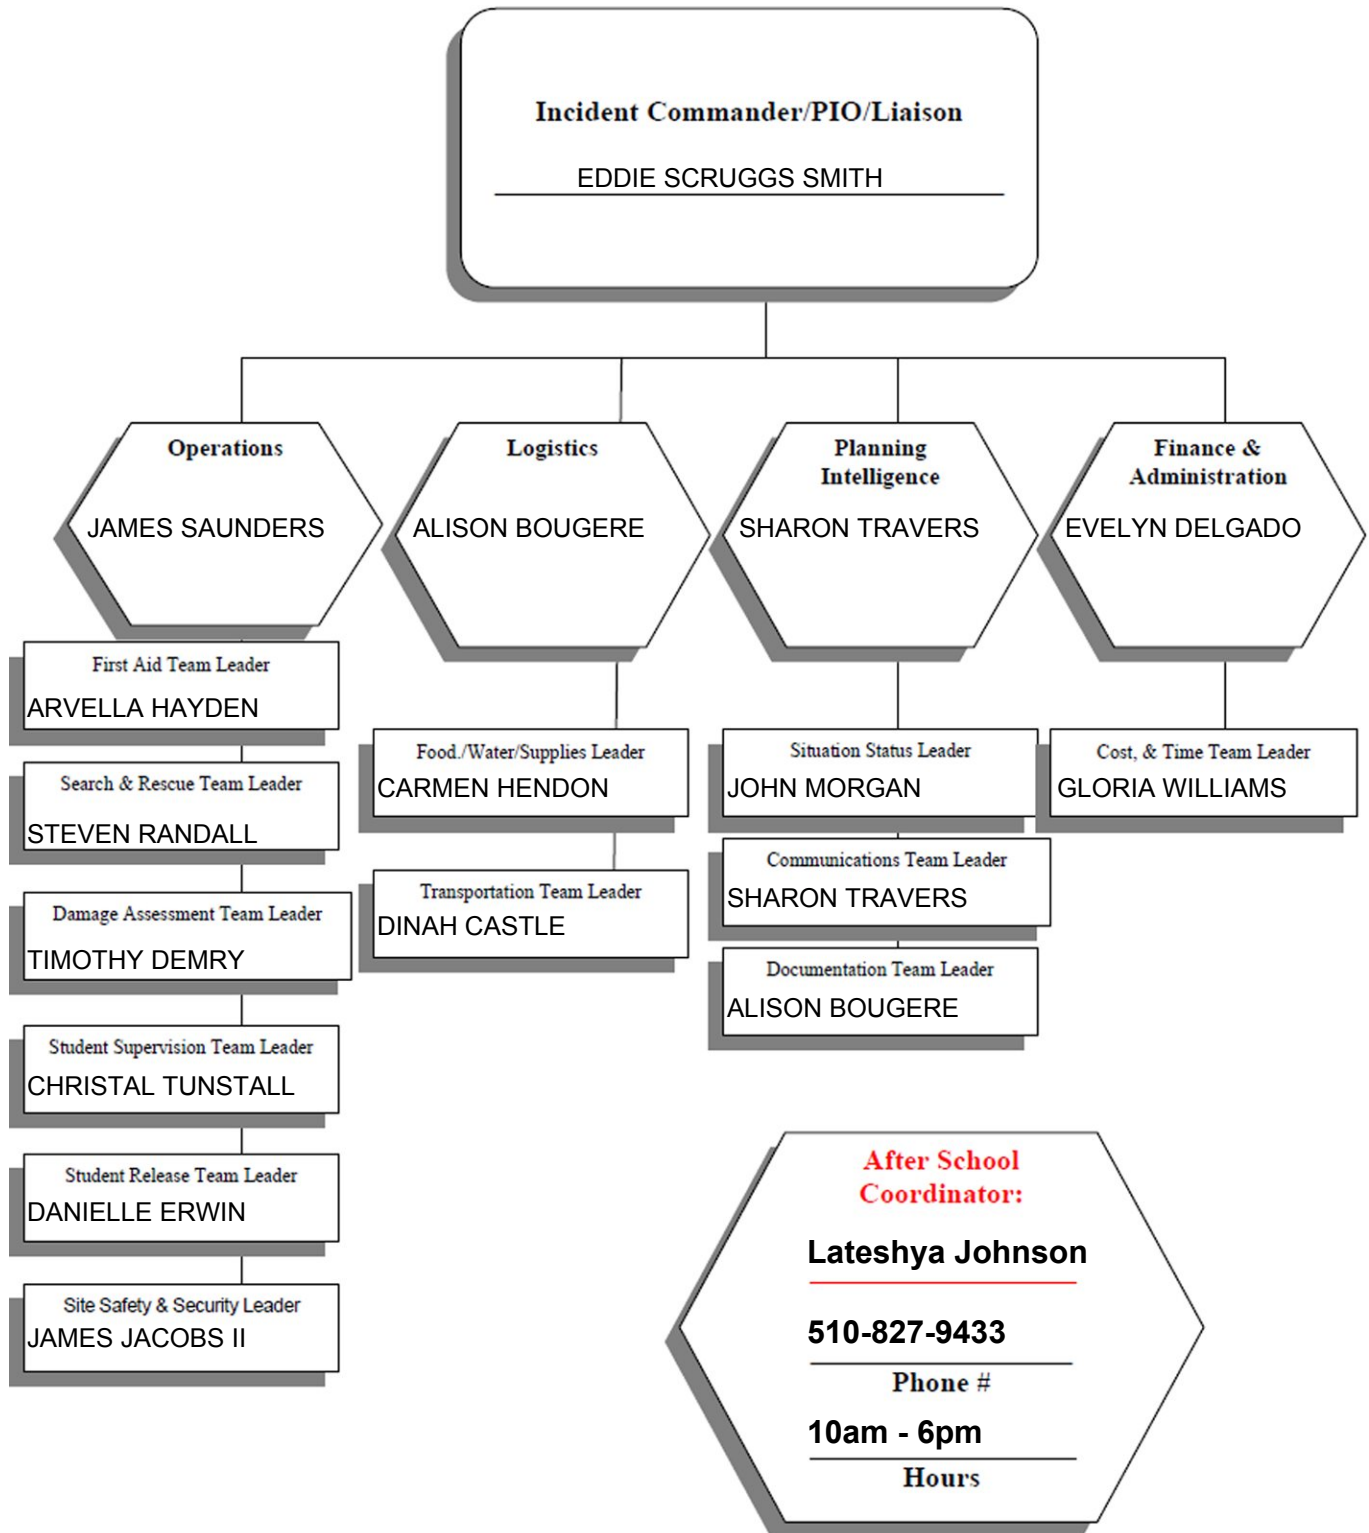 Incident Commander/PIO/Liaison
EDDIE SCRUGGS SMITH
Operations
JAMES SAUNDERS
First Aid Team Leader
ARVELLA HAYDEN
Search & Rescue Team Leader
STEVEN RANDALL
Damage Assessment Team Leader
TIMOTHY DEMRY
Student Supervision Team Leader
CHRISTAL TUNSTALL
Student Release Team Leader
DANIELLE ERWIN
Site Safety & Security Leader
JAMES JACOBS II
Logistics
ALISON BOUGERE
Food./Water/Supplies Leader
CARMEN HENDON
Transportation Team Leader
DINAH CASTLE
Planning
Intelligence
SHARON TRAVERS
Situation Status Leader
JOHN MORGAN
Communications Team Leader
SHARON TRAVERS
Documentation Team Leader
ALISON BOUGERE
Finance &
Administration
EVELYN DELGADO
Cost, & Time Team Leader
GLORIA WILLIAMS
After School
Coordinator:
Lateshya Johnson
510-827-9433
Phone #
10am - 6pm
Hours